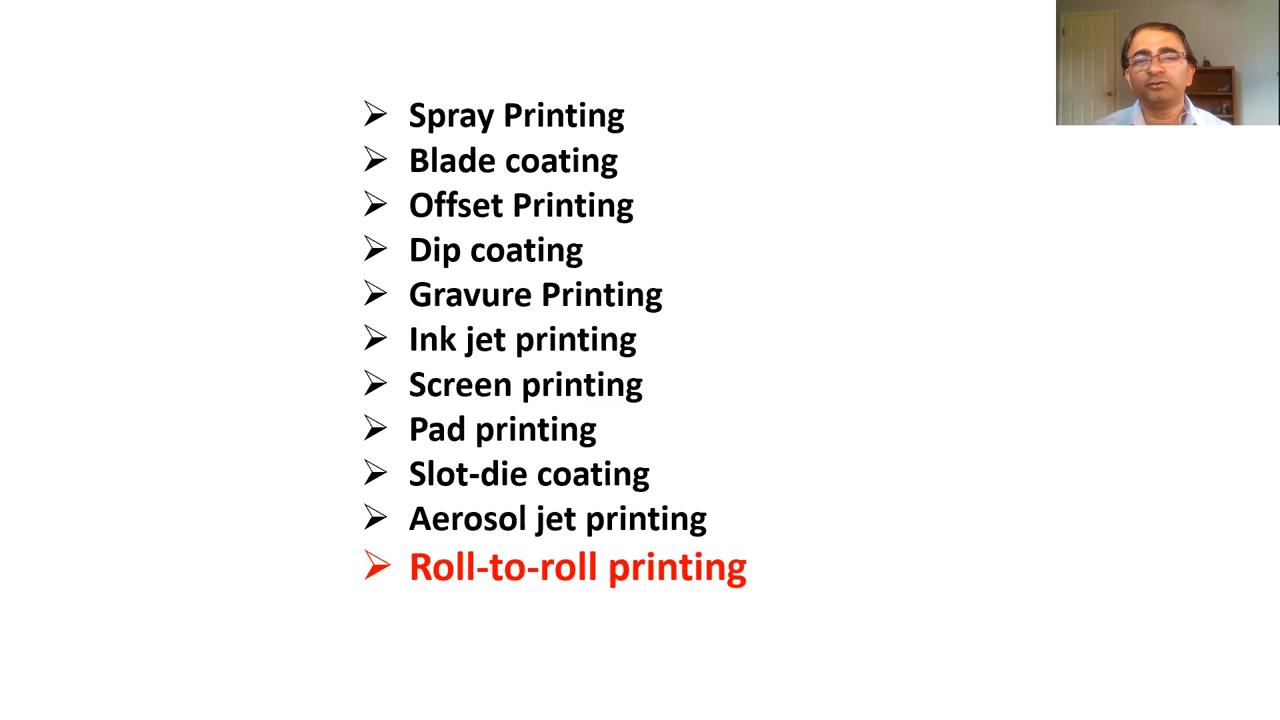 Spray Printing
Blade coating
Offset Printing
Dip coating
Gravure Printing
Ink jet printing
Screen printing
Pad printing
Slot-die coating
Aerosol jet printing
Roll-to-roll printing